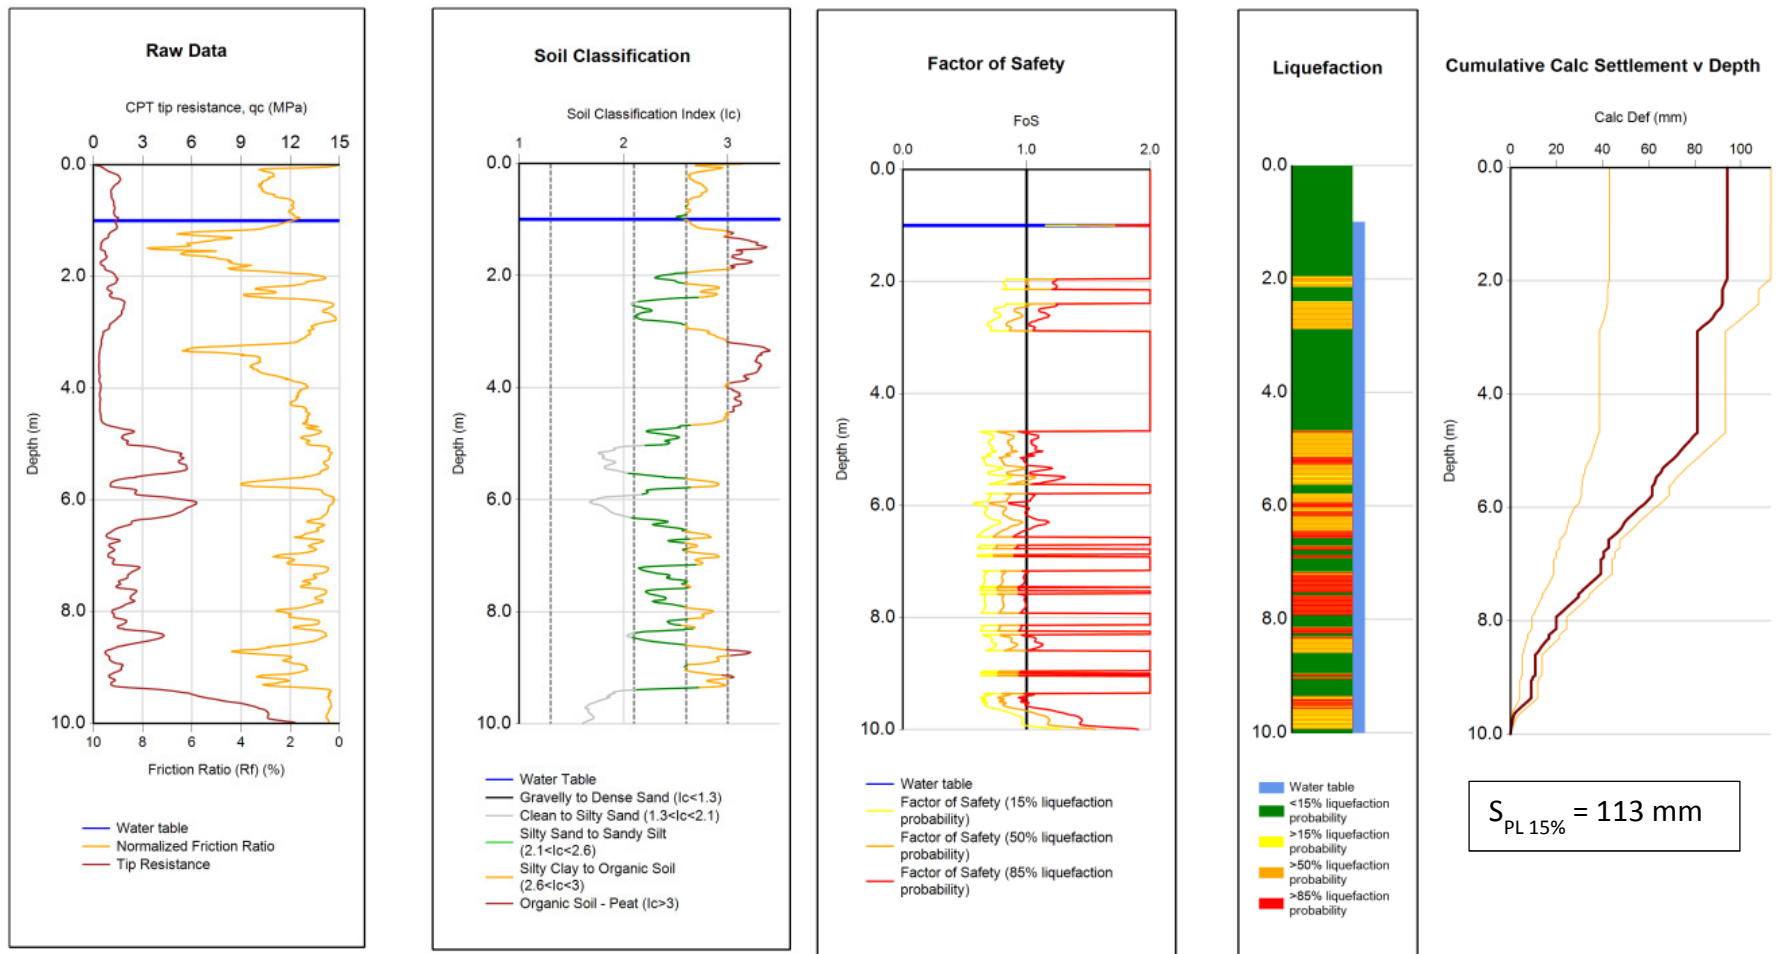 Raw Data
CPT tip resistance, qc (MPa)
0 3 6 9 12 15
0.0
2.0
4.0
6.0
8.0
10.0
Depth (m)
10 8 6 4 2 0
Friction Ratio (Rf) (%)
Water table
Normalized Friction Ratio
Tip Resistance
Soil Classification
Soil Classification Index (Ic)
1 2 3
0.0
2.0
4.0
6.0
8.0
10.0
Depth (m)
Water Table
Gravelly to Dense Sand (Ic<1.3)
Clean to Silty Sand (1.3<Ic<2.1)
Silty Sand to Sandy Silt
(2.1<Ic<2.6)
Silty Clay to Organic Soil
(2.6<Ic<3)
Organic Soil - Peat (Ic>3)
Factor of Safety
FoS
0.0 1.0 2.0
0.0
2.0
4.0
6.0
8.0
10.0
Depth (m)
Water table
Factor of Safety (15% liquefaction
probability)
Factor of Safety (50% liquefaction
probability)
Factor of Safety (85% liquefaction
probability)
Liquefaction
0.0
2.0
4.0
6.0
8.0
10.0
Water table
<15% liquefaction
probability
>15% liquefaction
probability
>50% liquefaction
probability
>85% liquefaction
probability
Cumulative Calc Settlement v Depth
Calc Def (mm)
0 20 40 60 80 100
0.0
2.0
4.0
6.0
8.0
10.0
Depth (m)
S PL 15% = 113 mm